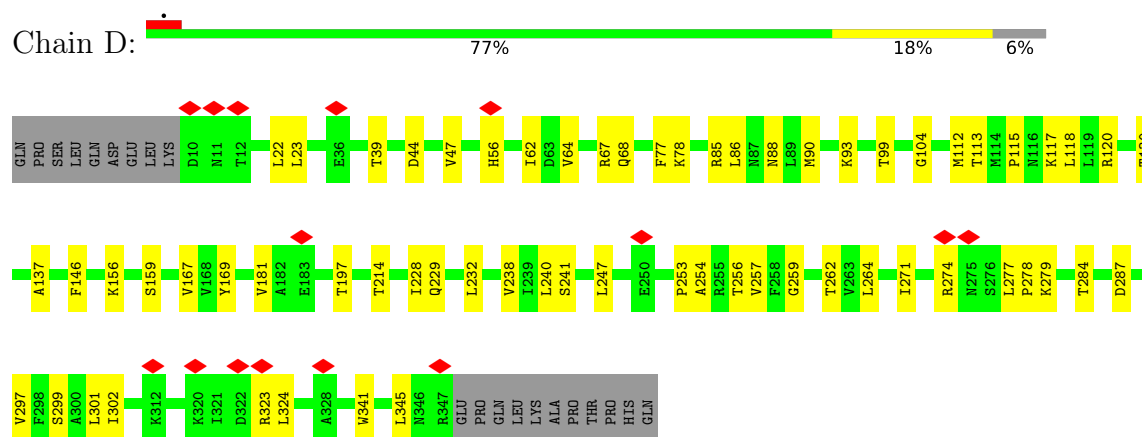 Chain D:
77% 18% 6%
GLN PRO SER LEU GLN ASP GLU LEU LYS D10 N11 T12 L22 L23 E36 T39 D44 V47 H56 I62 D63 V64 R67 Q68 F77 K78 R85 L86 N87 N88 L89 M90 K93 T99 G104 M112 T113 M114 P115 N116 K117 L118 L119 R120
A137 F146 K156 S159 V167 V168 Y169 V181 A182 E183 T197 T214 I228 Q229 L232 V238 I239 L240 S241 L247 E250 P253 A254 R255 T256 V257 F258 G259 T262 V263 L264 I271 R274 N275 S276 L277 P278 K279 T284 D287
V297 F298 S299 A300 L301 I302 K312 K320 I321 D322 R323 L324 A328 W341 L345 N346 R347 GLU PRO GLN LEU LYS ALA PRO THR PRO HIS GLN